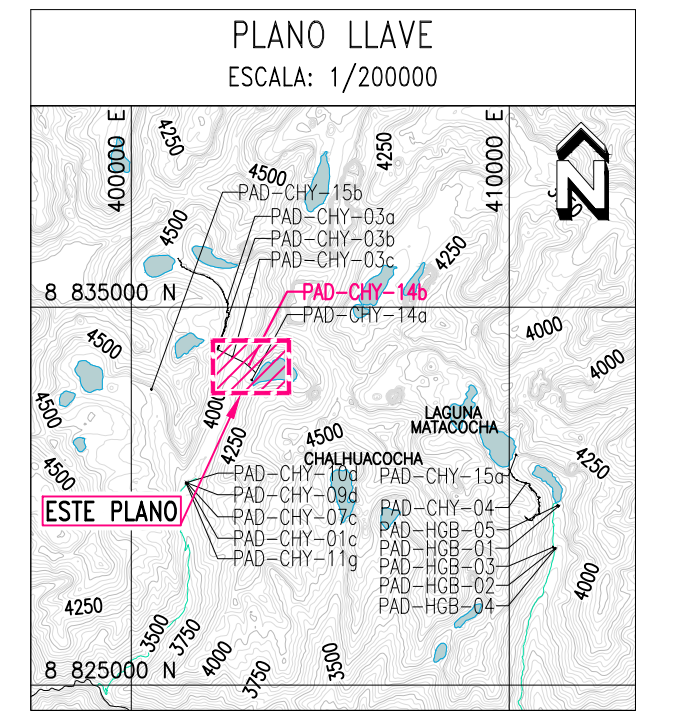 PLANO LLAVE
ESCALA: 1/200000
400000 E
4250
4500
4250
410000 E
N
PAD-CHY-15b
PAD-CHY-03a
4500
PAD-CHY-03b
PAD-CHY-03c
4250
8 835000 N
PAD-CHY-14b
PAD-CHY-14a
4000
4500
4000
4500
4000
LAGUNA
MATACOCHA
4250
4500
CHALHUACOCHA
4250
4500
PAD-CHY-10d
PAD-CHY-15a
PAD-CHY-09d
ESTE PLANO
PAD-CHY-07c
PAD-CHY-04
PAD-HGB-05
PAD-CHY-01c
PAD-HGB-01
PAD-CHY-11g
PAD-HGB-03
PAD-HGB-02
4000
PAD-HGB-04
4250
3500
3750
4000
3750
3500
8 825000 N